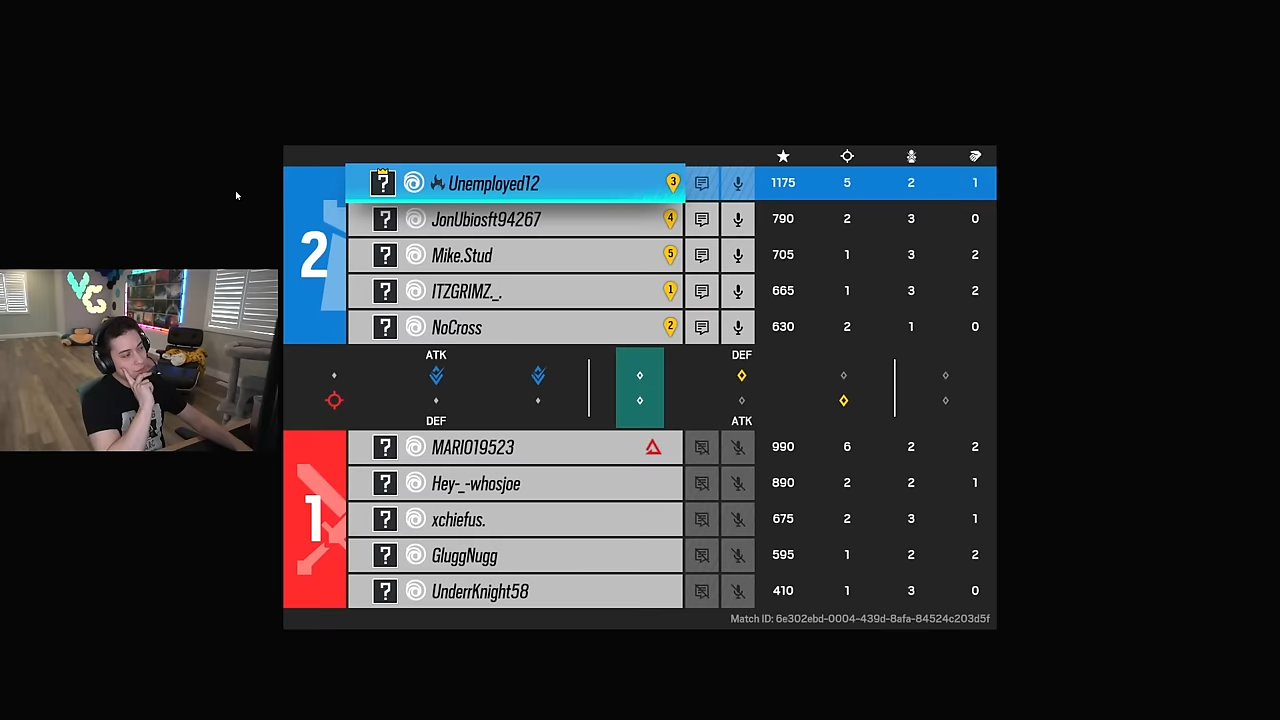 ? Unemployed12 3 1175 5 2 1
? JonUbiosft94267 4 790 2 3 0
2
? Mike.Stud 5 705 1 3 2
? ITZGRIMZ._. 1 665 1 3 2
? NoCross 2 630 2 1 0
ATK DEF
DEF ATK
? MARIO19523 990 6 2 2
? Hey-_-whosjoe 890 2 2 1
1
? xchiefus. 675 2 3 1
? GluggNugg 595 1 2 2
? UnderrKnight58 410 1 3 0
Match ID: 6e302ebd-0004-439d-8afa-84524c203d5f
VG